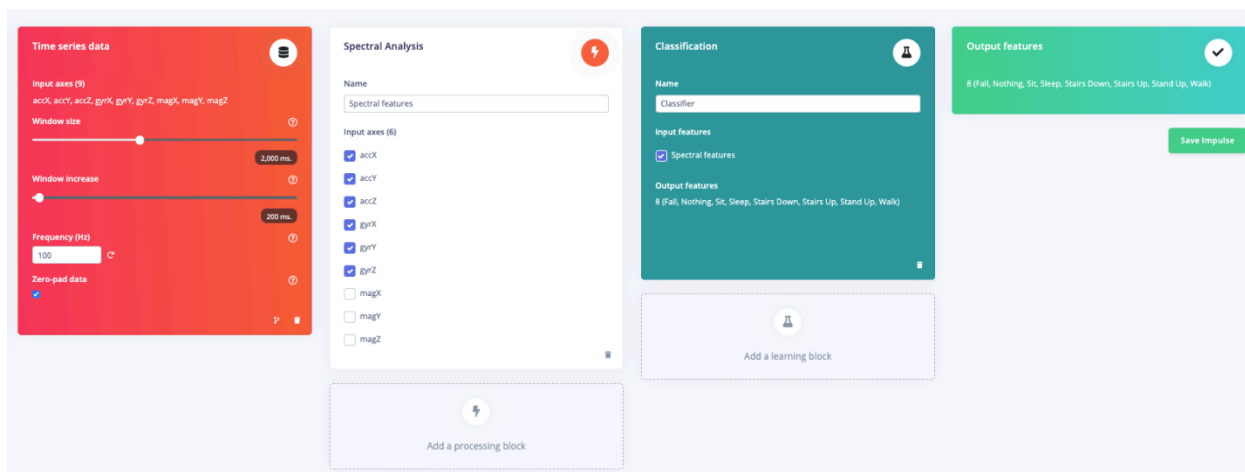 Time series data
Input axes (9)
accX, accY, accZ, gyrX, gyrY, gyrZ, magX, magY, magZ
Window size
2,000 ms.
Window increase
200 ms.
Frequency (Hz)
100
Zero-pad data
Spectral Analysis
Name
Spectral features
Input axes (6)
accX
accY
accZ
gyrX
gyrY
gyrZ
magX
magY
magZ
Add a processing block
Classification
Name
Classifier
Input features
Spectral features
Output features
8 (Fall, Nothing, Sit, Sleep, Stairs Down, Stairs Up, Stand Up, Walk)
Add a learning block
Output features
8 (Fall, Nothing, Sit, Sleep, Stairs Down, Stairs Up, Stand Up, Walk)
Save Impulse